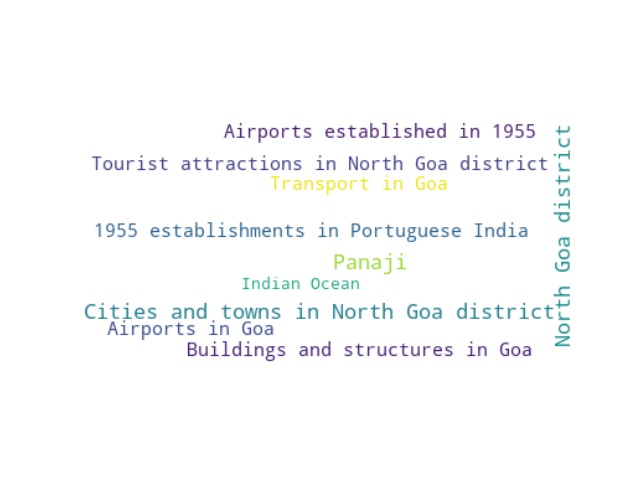 Airports established in 1955
Tourist attractions in North Goa district
Transport in Goa
1955 establishments in Portuguese India
Panaji
Indian Ocean
Cities and towns in North Goa district
Airports in Goa
Buildings and structures in Goa
North Goa district